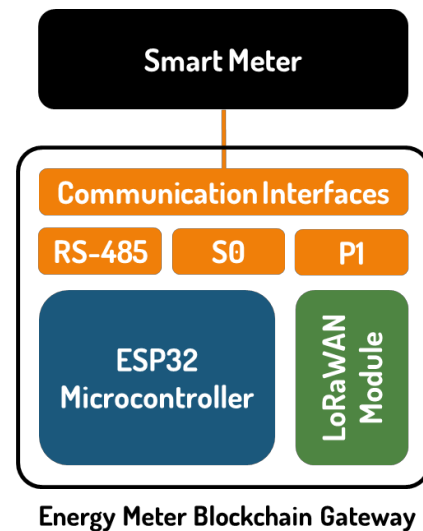 Smart Meter
Communication Interfaces
RS-485 S0 P1
ESP32
Microcontroller
LoRaWAN
Module
Energy Meter Blockchain Gateway